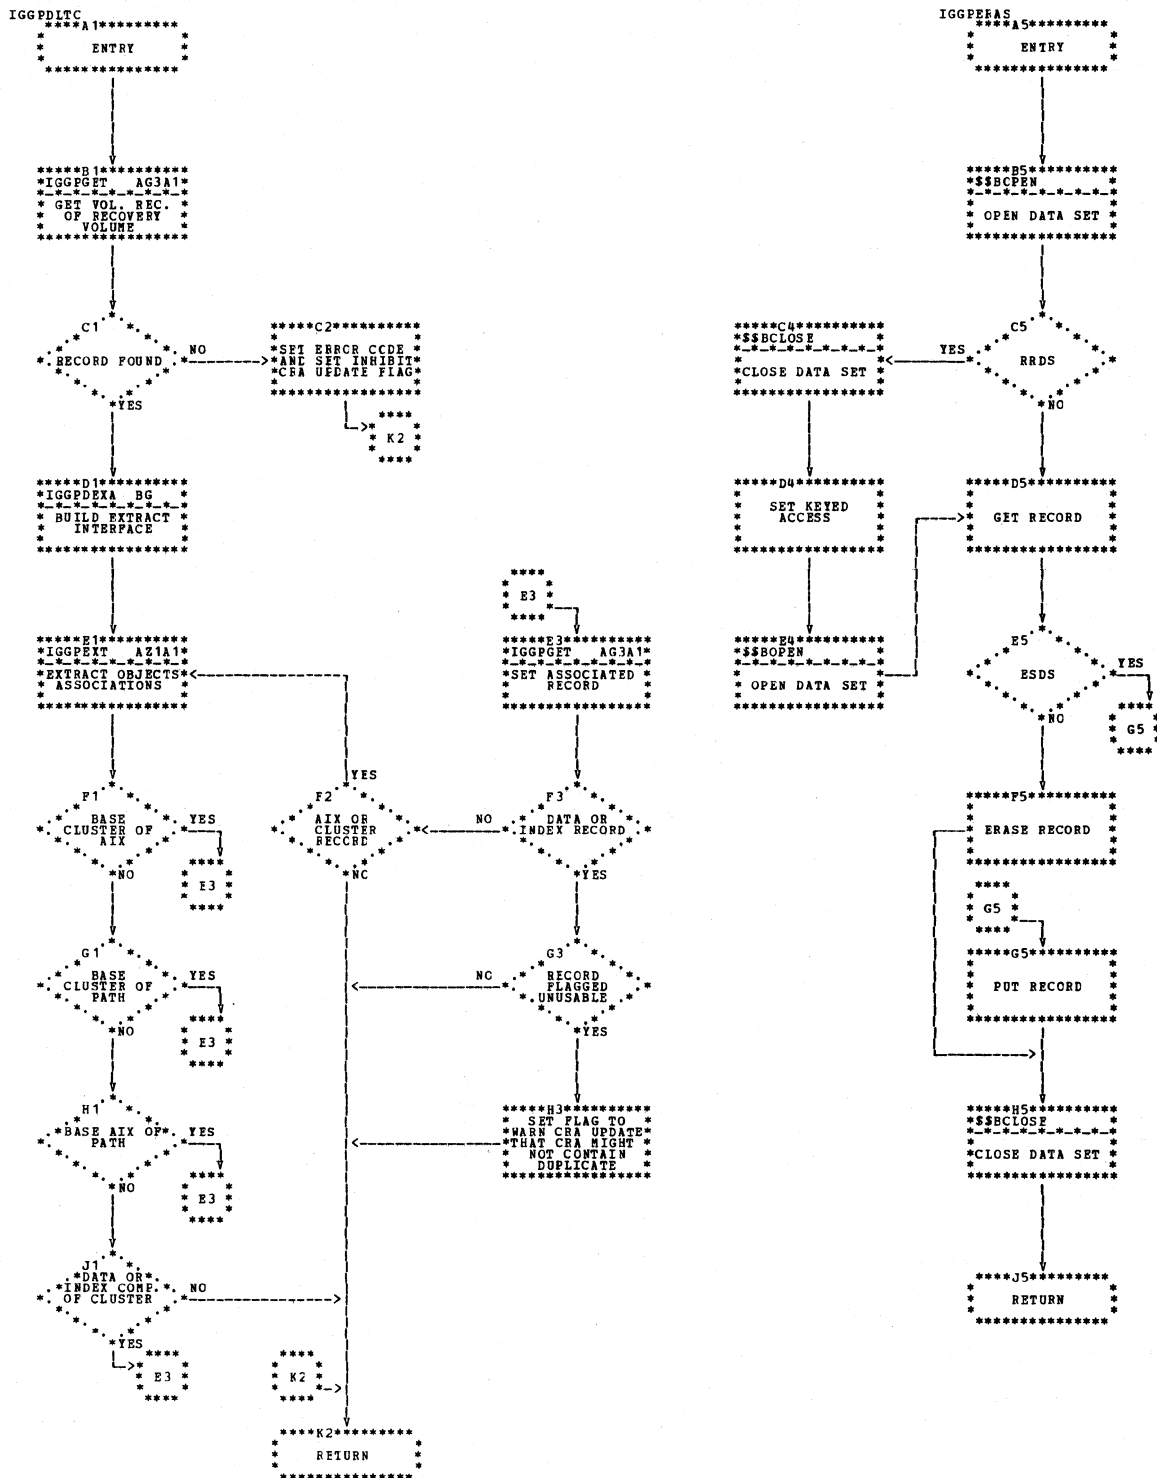 IGGPDLTC
A1
ENTRY
B1
IGGPGET AG3A1
GET VOL. REC.
OF RECOVERY
VOLUME
C1
RECORD FOUND
NO
YES
C2
SET ERROR CODE
AND SET INHIBIT
CRA UPDATE FLAG
K2
D1
IGGPDEXA BG
BUILD EXTRACT
INTERFACE
E1
IGGPEXT AZ1A1
EXTRACT OBJECTS
ASSOCIATIONS
E3
E3
IGGPGET AG3A1
SET ASSOCIATED
RECORD
F1
BASE
CLUSTER OF
AIX
YES
E3
NO
F2
YES
AIX OR
CLUSTER
RECORD
NC
F3
DATA OR
INDEX RECORD
NO
YES
G1
BASE
CLUSTER OF
PATH
YES
E3
NO
G3
RECORD
FLAGGED
UNUSABLE
NC
YES
H1
BASE AIX OF
PATH
YES
E3
NO
H3
SET FLAG TO
WARN CRA UPDATE
THAT CRA MIGHT
NOT CONTAIN
DUPLICATE
J1
DATA OR
INDEX COMP.
OF CLUSTER
NO
YES
E3
K2
K2
RETURN
IGGPERAS
A5
ENTRY
B5
$$BCPEN
OPEN DATA SET
C5
RRDS
YES
NO
C4
$$BCLOSE
CLOSE DATA SET
D4
SET KEYED
ACCESS
E4
$$BOPEN
OPEN DATA SET
D5
GET RECORD
E5
ESDS
YES
G5
NO
F5
ERASE RECORD
G5
G5
PUT RECORD
H5
$$BCLOSE
CLOSE DATA SET
J5
RETURN